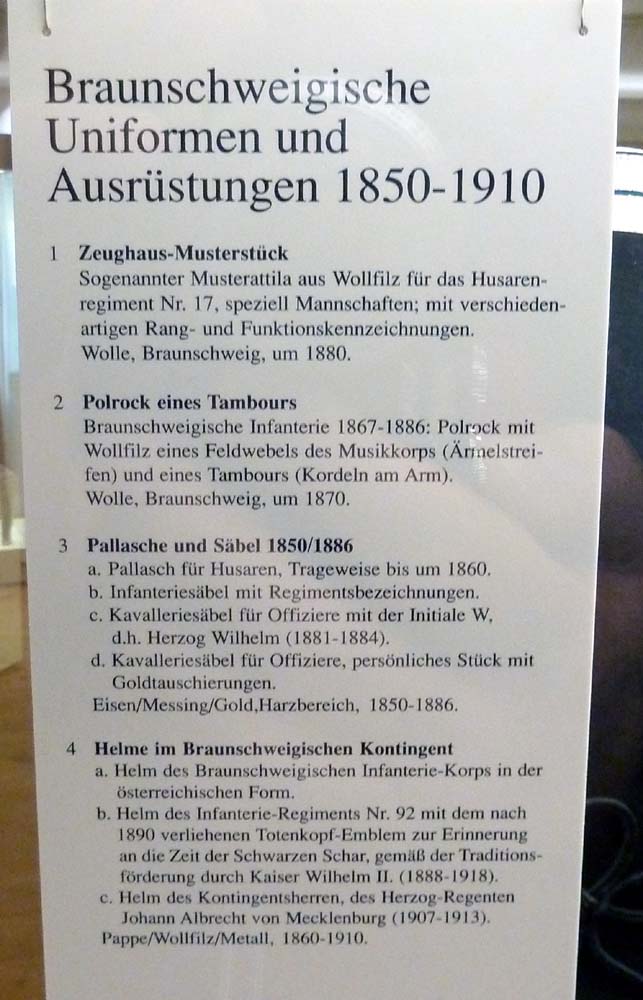 Braunschweigische
Uniformen und
Ausrüstungen 1850-1910
1 Zeughaus-Musterstück
Sogenannter Musterattila aus Wollfilz für das Husaren-
regiment Nr. 17, speziell Mannschaften; mit verschieden-
artigen Rang- und Funktionskennzeichnungen.
Wolle, Braunschweig, um 1880.
2 Polrock eines Tambours
Braunschweigische Infanterie 1867-1886: Polrock mit
Wollfilz eines Feldwebels des Musikkorps (Ärmelstrei-
fen) und eines Tambours (Kordeln am Arm).
Wolle, Braunschweig, um 1870.
3 Pallasche und Säbel 1850/1886
a. Pallasch für Husaren, Trageweise bis um 1860.
b. Infanteriesäbel mit Regimentsbezeichnungen.
c. Kavalleriesäbel für Offiziere mit der Initiale W,
d.h. Herzog Wilhelm (1881-1884).
d. Kavalleriesäbel für Offiziere, persönliches Stück mit
Goldtauschierungen.
Eisen/Messing/Gold,Harzbereich, 1850-1886.
4 Helme im Braunschweigischen Kontingent
a. Helm des Braunschweigischen Infanterie-Korps in der
österreichischen Form.
b. Helm des Infanterie-Regiments Nr. 92 mit dem nach
1890 verliehenen Totenkopf-Emblem zur Erinnerung
an die Zeit der Schwarzen Schar, gemäß der Traditions-
förderung durch Kaiser Wilhelm II. (1888-1918).
c. Helm des Kontingentsherren, des Herzog-Regenten
Johann Albrecht von Mecklenburg (1907-1913).
Pappe/Wollfilz/Metall, 1860-1910.